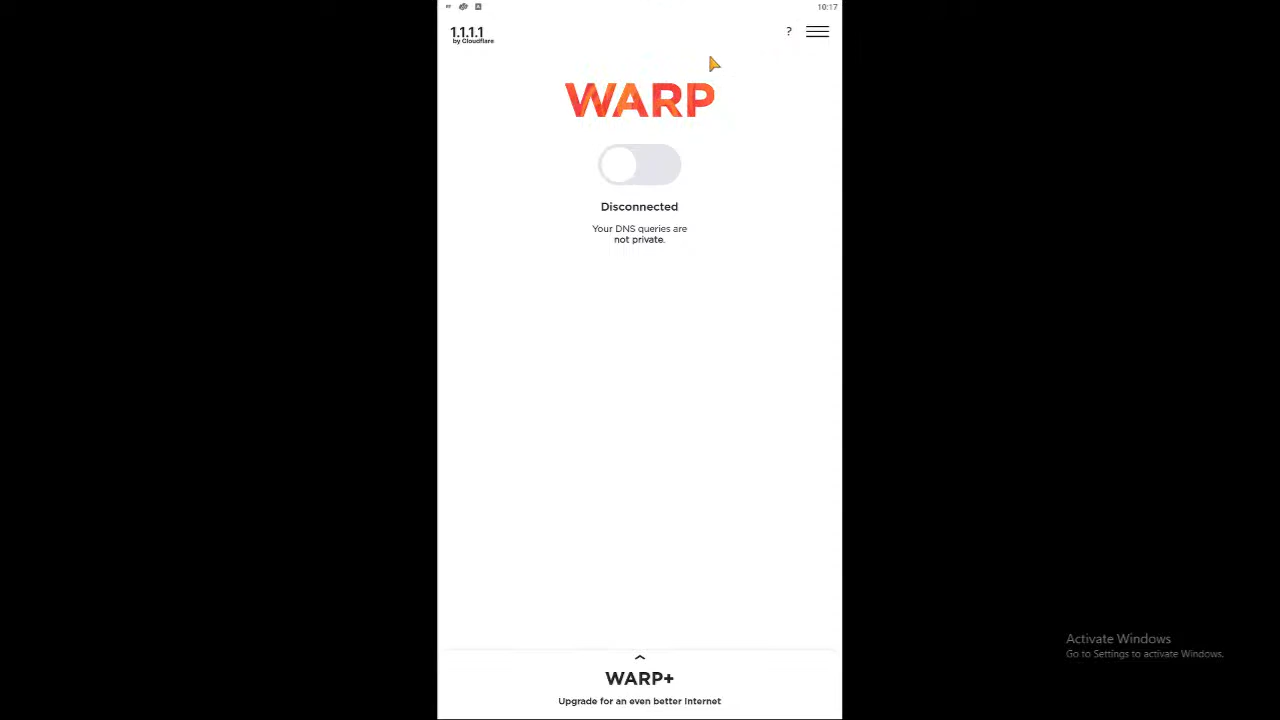 10:17
1.1.1.1
by Cloudflare
?
WARP
Disconnected
Your DNS queries are
not private.
Activate Windows
Go to Settings to activate Windows.
WARP+
Upgrade for an even better Internet